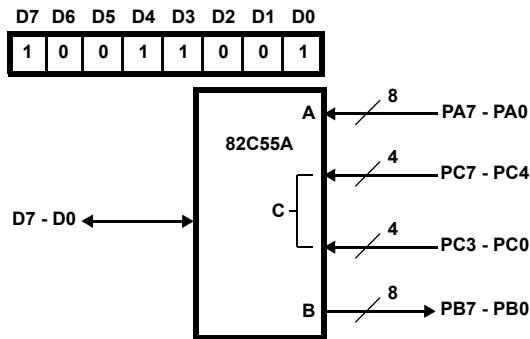 D7 D6 D5 D4 D3 D2 D1 D0
1 0 0 1 1 0 0 1
A 8 PA7 - PA0
82C55A
4 PC7 - PC4
C
D7 - D0
4 PC3 - PC0
B 8 PB7 - PB0